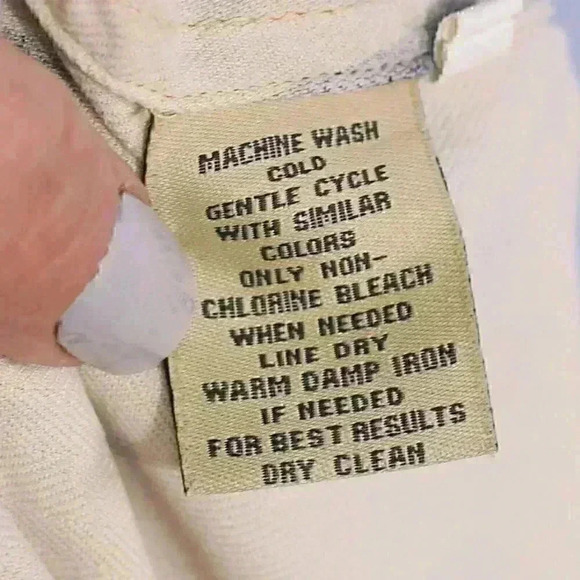 MACHINE WASH
COLD
GENTLE CYCLE
WITH SIMILAR
COLORS
ONLY NON-
CHLORINE BLEACH
WHEN NEEDED
LINE DRY
WARM DAMP IRON
IF NEEDED
FOR BEST RESULTS
DRY CLEAN